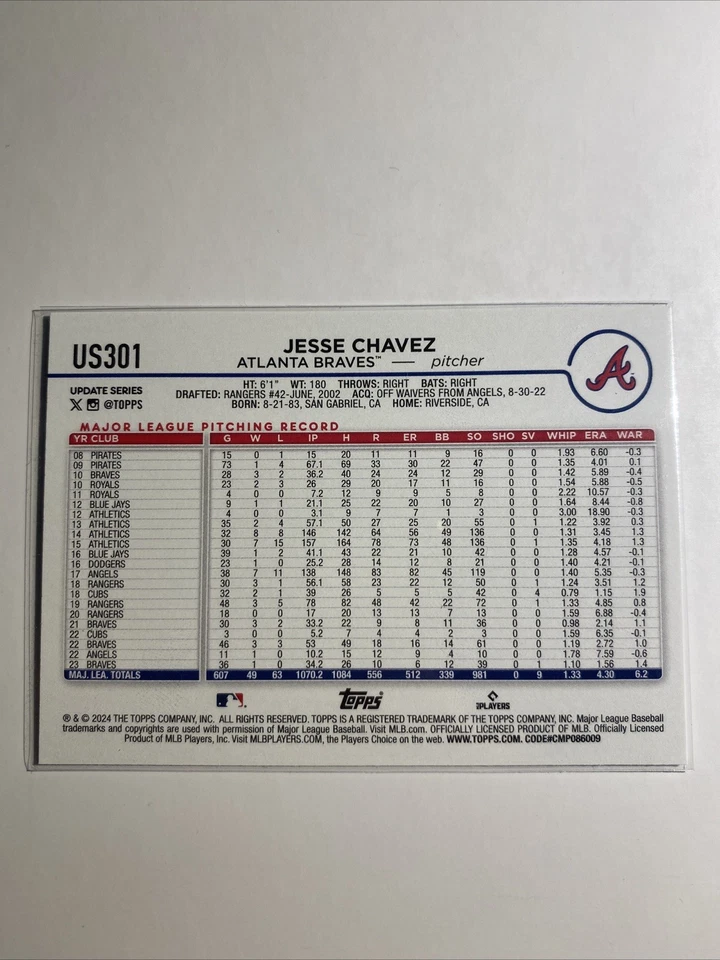 US301
JESSE CHAVEZ
ATLANTA BRAVES™ — pitcher
A
UPDATE SERIES
X @TOPPS
HT: 6'1" WT: 180 THROWS: RIGHT BATS: RIGHT
DRAFTED: RANGERS #42-JUNE, 2002 ACQ: OFF WAIVERS FROM ANGELS, 8-30-22
BORN: 8-21-83, SAN GABRIEL, CA HOME: RIVERSIDE, CA
MAJOR LEAGUE PITCHING RECORD
YR CLUB G W L IP H R ER BB SO SHO SV WHIP ERA WAR
08 PIRATES 15 0 1 15 20 11 11 9 16 0 0 1.93 6.60 -0.3
09 PIRATES 73 1 4 67.1 69 33 30 22 47 0 0 1.35 4.01 0.1
10 BRAVES 28 3 2 36.2 40 24 24 12 29 0 0 1.42 5.89 -0.4
10 ROYALS 23 2 3 26 29 20 17 11 16 0 0 1.54 5.88 -0.5
11 ROYALS 4 0 0 7.2 12 9 9 5 8 0 0 2.22 10.57 -0.3
12 BLUE JAYS 9 1 1 21.1 25 22 20 10 27 0 0 1.64 8.44 -0.8
12 ATHLETICS 4 0 0 3.1 9 7 7 1 3 0 0 3.00 18.90 -0.3
13 ATHLETICS 35 2 4 57.1 50 27 25 20 55 0 1 1.22 3.92 0.3
14 ATHLETICS 32 8 8 146 142 64 56 49 136 0 0 1.31 3.45 1.3
15 ATHLETICS 30 7 15 157 164 78 73 48 136 0 1 1.35 4.18 1.3
16 BLUE JAYS 39 1 2 41.1 43 22 21 10 42 0 0 1.28 4.57 -0.1
16 DODGERS 23 1 0 25.2 28 14 12 8 21 0 0 1.40 4.21 -0.1
17 ANGELS 38 7 11 138 148 83 82 45 119 0 0 1.40 5.35 -0.3
18 RANGERS 30 3 1 56.1 58 23 22 12 50 0 1 1.24 3.51 1.2
18 CUBS 32 2 1 39 26 5 5 5 42 0 4 0.79 1.15 1.9
19 RANGERS 48 3 5 78 82 48 42 22 72 0 1 1.33 4.85 0.8
20 RANGERS 18 0 0 17 20 13 13 7 13 0 0 1.59 6.88 -0.4
21 BRAVES 30 3 2 33.2 22 9 8 11 36 0 0 0.98 2.14 1.1
22 CUBS 3 0 0 5.2 7 4 4 2 3 0 0 1.59 6.35 -0.1
22 BRAVES 46 3 3 53 49 18 16 14 61 0 0 1.19 2.72 1.0
22 ANGELS 11 1 0 10.2 15 12 9 4 10 0 0 1.78 7.59 -0.6
23 BRAVES 36 1 0 34.2 26 10 6 12 39 0 1 1.10 1.56 1.4
MAJ. LEA. TOTALS 607 49 63 1070.2 1084 556 512 339 981 0 9 1.33 4.30 6.2
Topps
PLAYERS
® & © 2024 THE TOPPS COMPANY, INC. ALL RIGHTS RESERVED. TOPPS IS A REGISTERED TRADEMARK OF THE TOPPS COMPANY, INC. Major League Baseball
trademarks and copyrights are used with permission of Major League Baseball. Visit MLB.com. OFFICIALLY LICENSED PRODUCT OF MLB. Officially Licensed
Product of MLB Players, Inc. Visit MLBPLAYERS.COM, the Players Choice on the web. WWW.TOPPS.COM. CODE#CMP086009